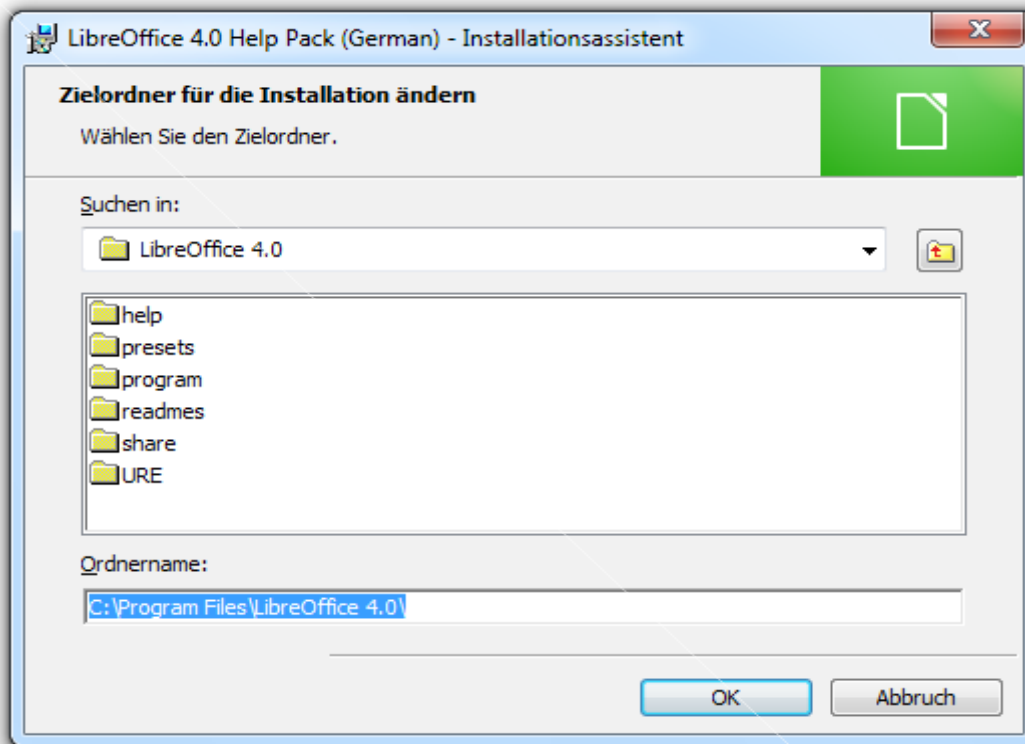 LibreOffice 4.0 Help Pack (German) - Installationsassistent
Zielordner für die Installation ändern
Wählen Sie den Zielordner.
Suchen in:
LibreOffice 4.0
help
presets
program
readmes
share
URE
Ordnername:
C:\Program Files\LibreOffice 4.0\
OK Abbruch